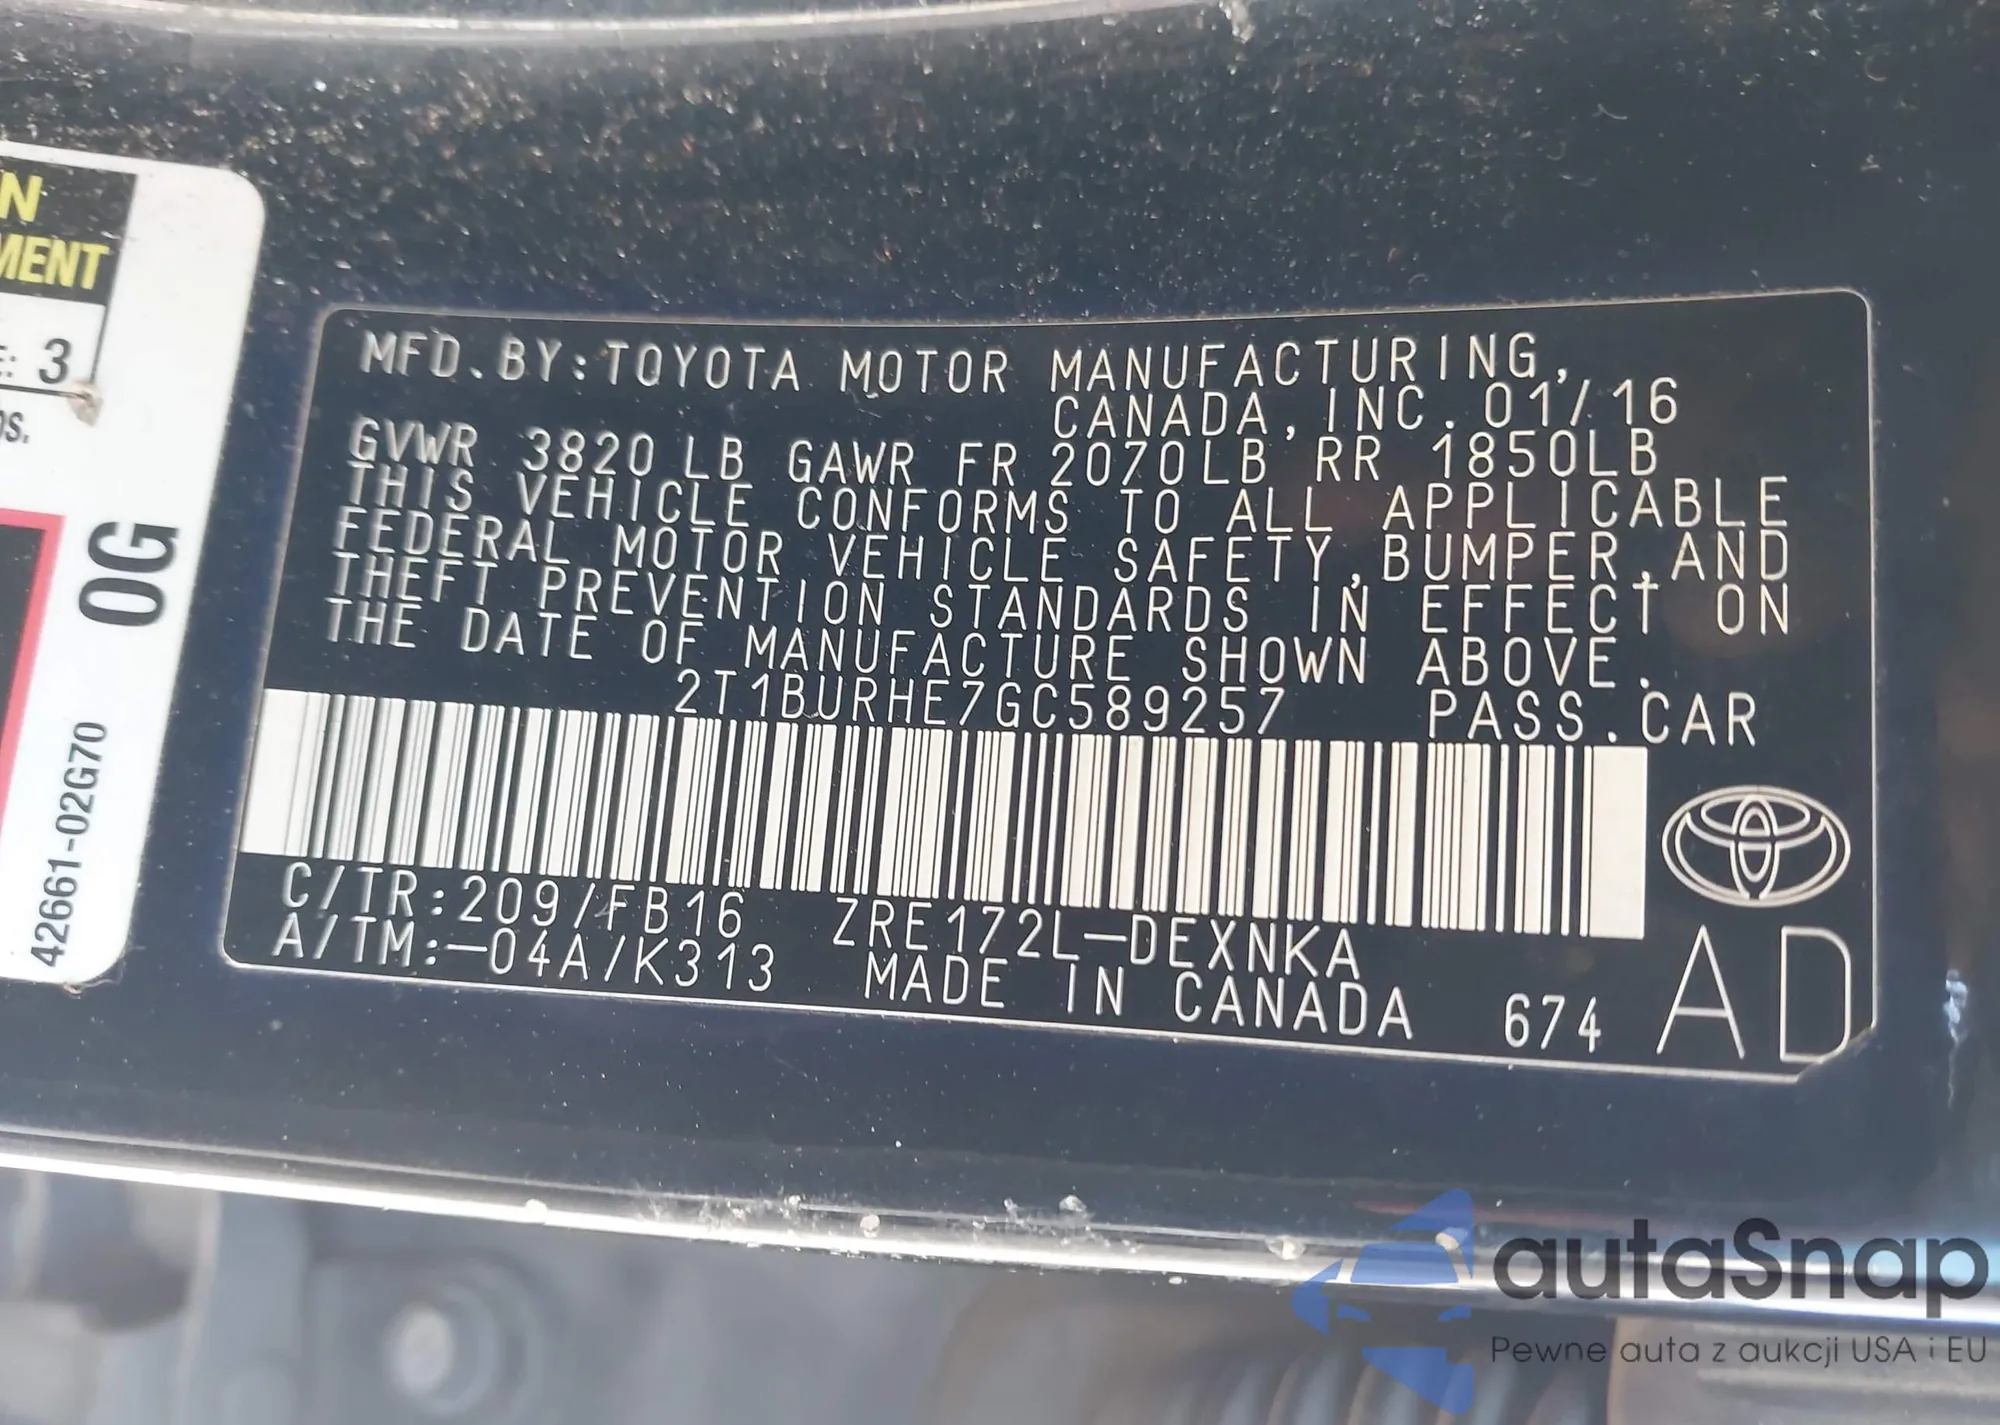 N
MENT
E: 3
os.
0G
42661-02G70
MFD.BY:TOYOTA MOTOR MANUFACTURING,
CANADA, INC. 01/16
GVWR 3820 LB GAWR FR 2070LB RR 1850LB
THIS VEHICLE CONFORMS TO ALL APPLICABLE
FEDERAL MOTOR VEHICLE SAFETY,BUMPER,AND
THEFT PREVENTION STANDARDS IN EFFECT ON
THE DATE OF MANUFACTURE SHOWN ABOVE.
2T1BURHE7GC589257 PASS.CAR
C/TR:209/FB16 ZRE172L-DEXNKA
A/TM:-04A/K313 MADE IN CANADA 674
AD
autaSnap
Pewne auta z aukcji USA i EU